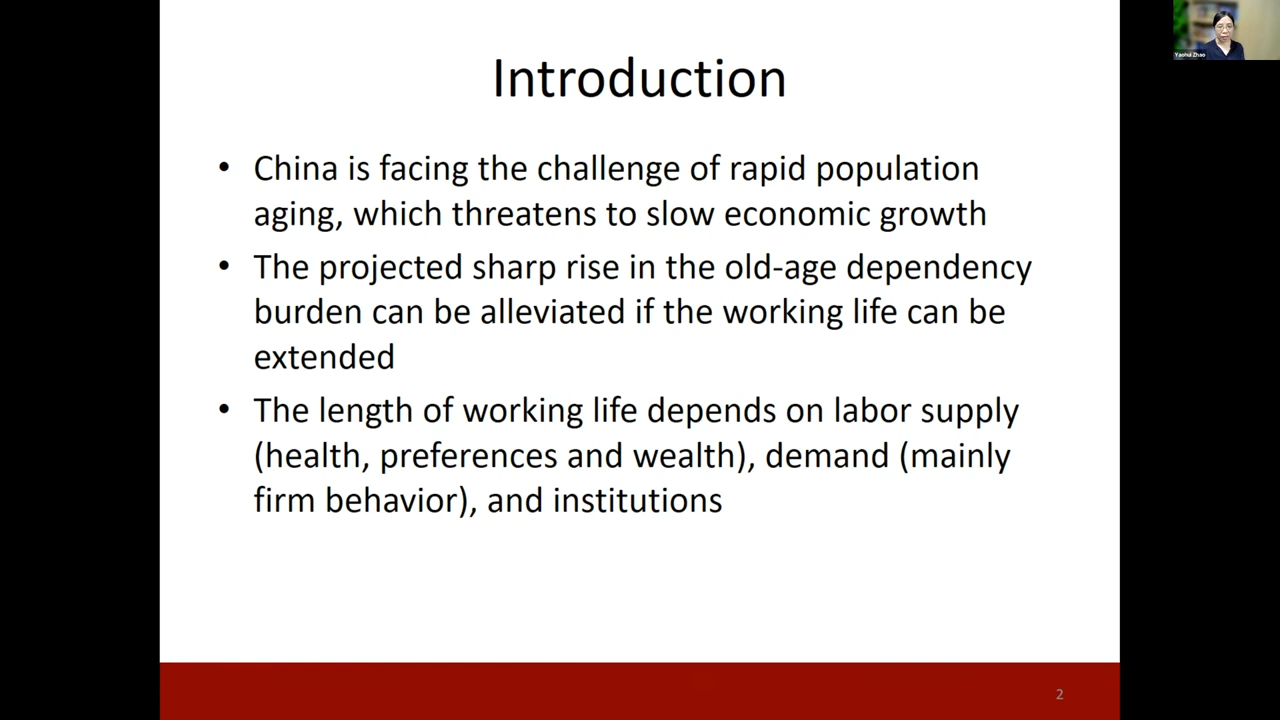 Introduction
• China is facing the challenge of rapid population
aging, which threatens to slow economic growth
• The projected sharp rise in the old-age dependency
burden can be alleviated if the working life can be
extended
• The length of working life depends on labor supply
(health, preferences and wealth), demand (mainly
firm behavior), and institutions
2
Yaohui Zhao